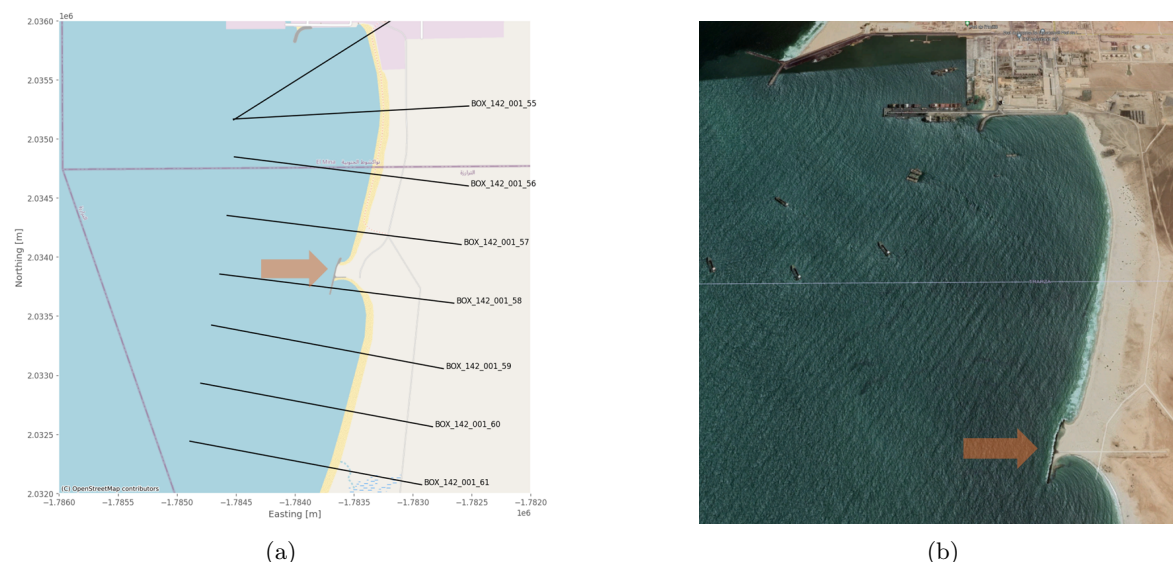 1e6
2.0360
2.0355
BOX_142_001_55
2.0350
BOX_142_001_56
2.0345
BOX_142_001_57
2.0340
BOX_142_001_58
2.0335
BOX_142_001_59
2.0330
BOX_142_001_60
2.0325
BOX_142_001_61
2.0320
Northing [m]
(C) OpenStreetMap contributors
−1.7860 −1.7855 −1.7850 −1.7845 −1.7840 −1.7835 −1.7830 −1.7825 −1.7820
Easting [m]
1e6
(a)
(b)